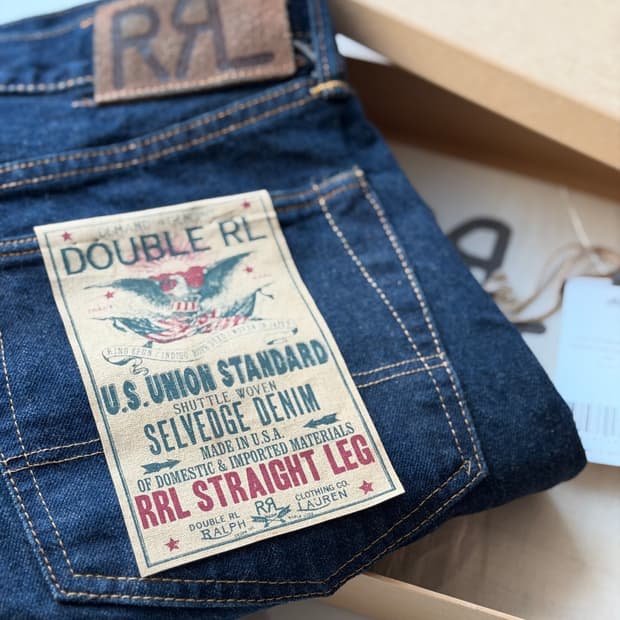 RRL
DOUBLE RL
U.S. UNION STANDARD
SHUTTLE WOVEN
SELVEDGE DENIM
MADE IN U.S.A.
OF DOMESTIC & IMPORTED MATERIALS
RRL STRAIGHT LEG
DOUBLE RL RRL CLOTHING CO.
RALPH LAUREN